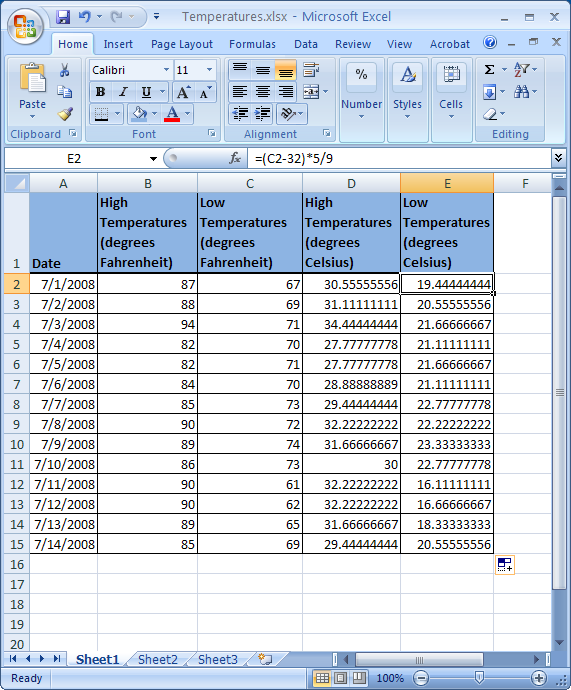 Temperatures.xlsx - Microsoft Excel
Home Insert Page Layout Formulas Data Review View Acrobat
Paste
Clipboard
Calibri 11
B I U A A
A
Font
Alignment
%
Number
A
Styles
Cells
Σ
Editing
E2 fx =(C2-32)*5/9
A B C D E F
1 Date High Temperatures (degrees Fahrenheit) Low Temperatures (degrees Fahrenheit) High Temperatures (degrees Celsius) Low Temperatures (degrees Celsius)
2 7/1/2008 87 67 30.55555556 19.44444444
3 7/2/2008 88 69 31.11111111 20.55555556
4 7/3/2008 94 71 34.44444444 21.66666667
5 7/4/2008 82 70 27.77777778 21.11111111
6 7/5/2008 82 71 27.77777778 21.66666667
7 7/6/2008 84 70 28.88888889 21.11111111
8 7/7/2008 85 73 29.44444444 22.77777778
9 7/8/2008 90 72 32.22222222 22.22222222
10 7/9/2008 89 74 31.66666667 23.33333333
11 7/10/2008 86 73 30 22.77777778
12 7/11/2008 90 61 32.22222222 16.11111111
13 7/12/2008 90 62 32.22222222 16.66666667
14 7/13/2008 89 65 31.66666667 18.33333333
15 7/14/2008 85 69 29.44444444 20.55555556
16
17
18
19
20
Sheet1 Sheet2 Sheet3
Ready 100%